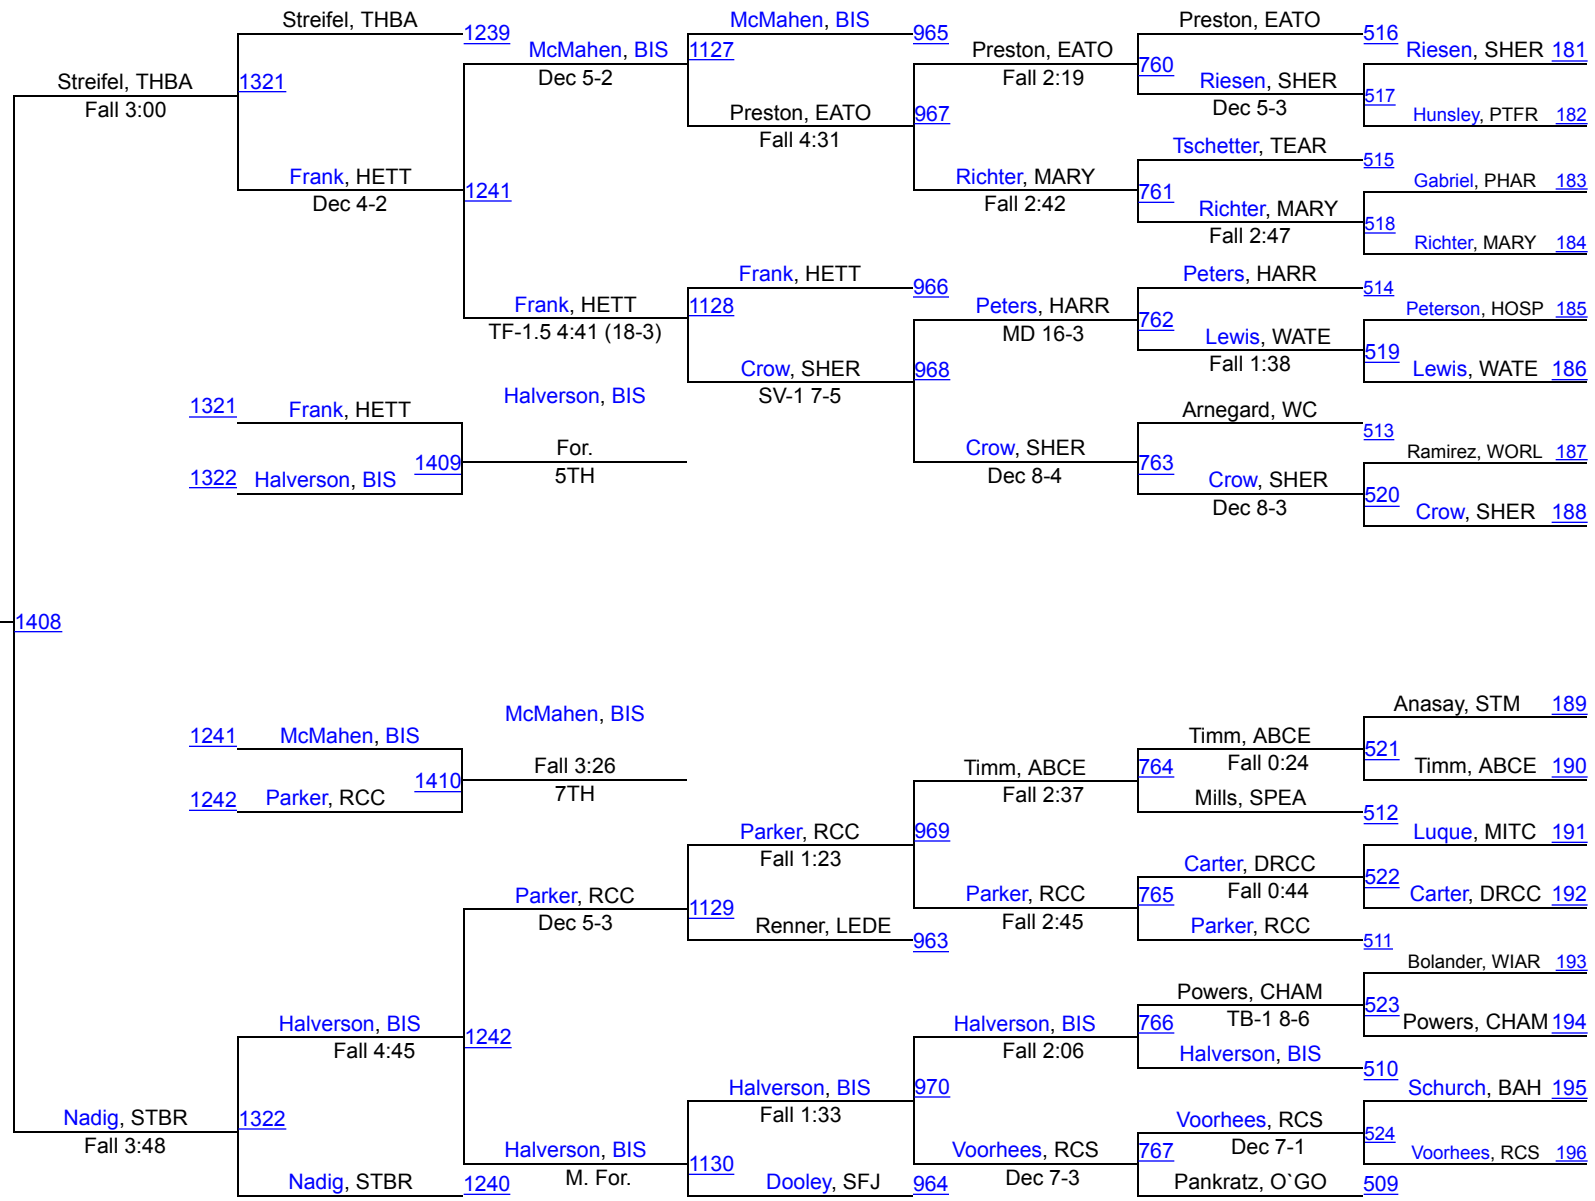 Streifel, THBA
1239
McMahen, BIS
965
Preston, EATO
516
Riesen, SHER 181
McMahen, BIS
Dec 5-2
1127
Preston, EATO
Fall 2:19
760
Riesen, SHER
Dec 5-3
517
Hunsley, PTFR 182
Streifel, THBA
Fall 3:00
1321
Preston, EATO
Fall 4:31
967
Tschetter, TEAR
515
Gabriel, PHAR 183
Frank, HETT
Dec 4-2
1241
Richter, MARY
Fall 2:42
761
Richter, MARY
Fall 2:47
518
Richter, MARY 184
Frank, HETT
966
Peters, HARR
514
Peterson, HOSP 185
Frank, HETT
TF-1.5 4:41 (18-3)
1128
Peters, HARR
MD 16-3
762
Lewis, WATE
Fall 1:38
519
Lewis, WATE 186
Crow, SHER
SV-1 7-5
968
Halverson, BIS
1321 Frank, HETT
Arnegard, WC
513
Ramirez, WORL 187
For.
5TH
1409
1322 Halverson, BIS
Crow, SHER
Dec 8-4
763
Crow, SHER
Dec 8-3
520
Crow, SHER 188
1408
McMahen, BIS
Anasay, STM 189
1241 McMahen, BIS
Timm, ABCE
Fall 0:24
521
Timm, ABCE 190
Fall 3:26
7TH
1410
1242 Parker, RCC
Timm, ABCE
Fall 2:37
764
Mills, SPEA
512
Luque, MITC 191
Parker, RCC
Fall 1:23
969
Carter, DRCC
Fall 0:44
522
Carter, DRCC 192
Parker, RCC
Dec 5-3
1129
Parker, RCC
Fall 2:45
765
Renner, LEDE
963
Parker, RCC
511
Bolander, WIAR 193
Powers, CHAM
TB-1 8-6
523
Powers, CHAM 194
Halverson, BIS
Fall 4:45
1242
Halverson, BIS
Fall 2:06
766
Halverson, BIS
510
Schurch, BAH 195
Halverson, BIS
Fall 1:33
970
Nadig, STBR
Fall 3:48
1322
Voorhees, RCS
Dec 7-1
524
Voorhees, RCS 196
Halverson, BIS
M. For.
1130
Voorhees, RCS
Dec 7-3
767
Nadig, STBR
1240
Dooley, SFJ
964
Pankratz, O`GO
509